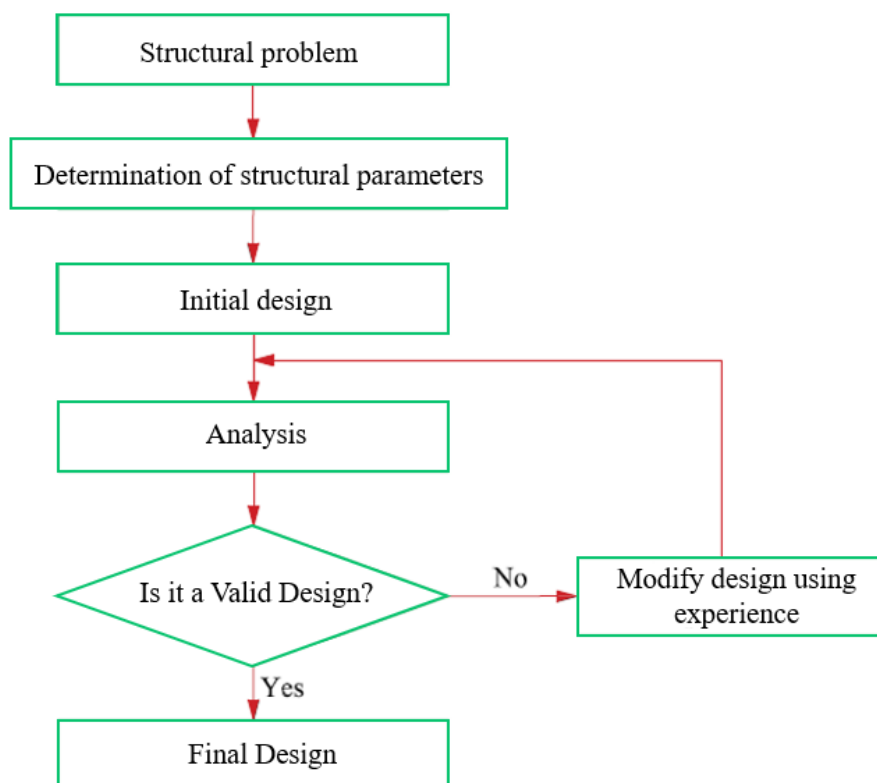 Structural problem
Determination of structural parameters
Initial design
Analysis
Is it a Valid Design?
No
Modify design using
experience
Yes
Final Design